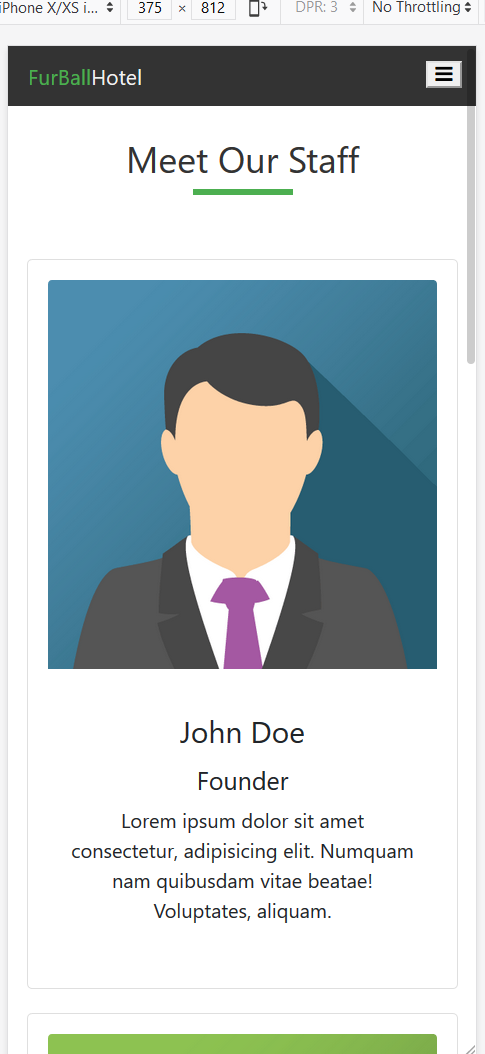 iPhone X/XS i... 375 × 812 DPR: 3 No Throttling
FurBallHotel
Meet Our Staff
John Doe
Founder
Lorem ipsum dolor sit amet
consectetur, adipisicing elit. Numquam
nam quibusdam vitae beatae!
Voluptates, aliquam.